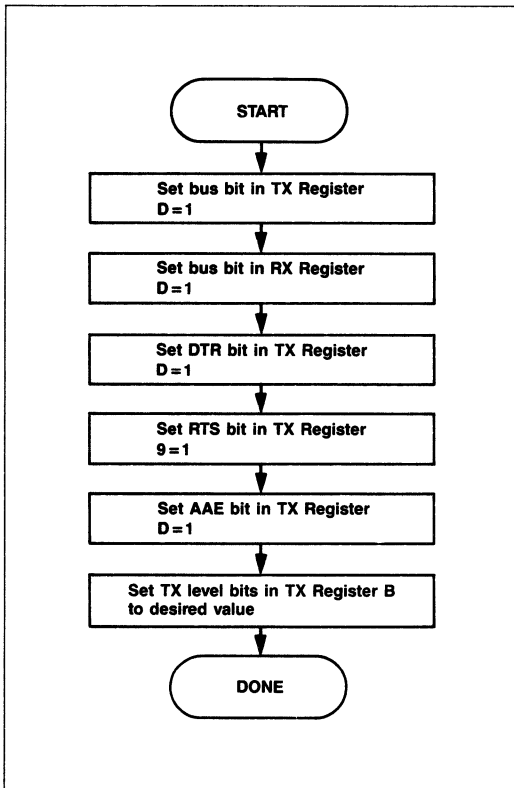 START
Set bus bit in TX Register
D=1
Set bus bit in RX Register
D=1
Set DTR bit in TX Register
D=1
Set RTS bit in TX Register
9=1
Set AAE bit in TX Register
D=1
Set TX level bits in TX Register B
to desired value
DONE